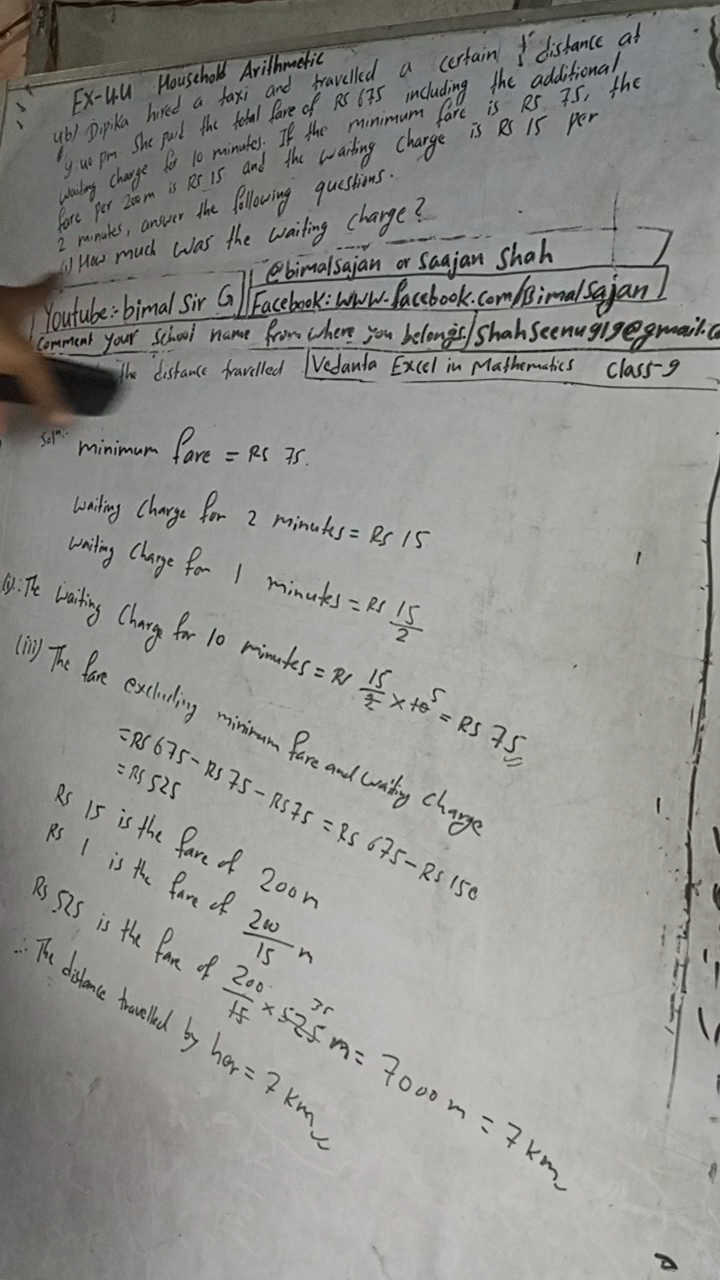 Ex-4.4 Household Arithmetic
4b) Dipika hired a taxi and travelled a certain distance at
9:40 pm. She paid the total fare of RS 675 including the additional
waiting charge for 10 minutes. If the minimum fare is RS 75, the
fare per 200m is RS 15 and the waiting charge is RS 15 per
2 minutes, answer the following questions.
(i) How much was the waiting charge?
@bimalsajan or Saajan Shah
Youtube:- bimal Sir G
Facebook: www.facebook.com/Bimalsajan
Comment your School name from where you belongs/Shahseenu919@gmail.c
the distance travelled
Vedanta Excel in Mathematics Class-9
Soln:-
minimum fare = RS 75.
Waiting Charge for 2 minutes = RS 15
Waiting Charge for 1 minutes = RS 15/2
(i) ∴ The waiting Charge for 10 minutes = RS 15/2 × 10 5 = RS 75
(iii) The fare excluding minimum fare and waiting Charge
= RS 675 - RS 75 - RS 75 = RS 675 - RS 150
= RS 525
RS 15 is the fare of 200m
RS 1 is the fare of 200/15 m
RS 525 is the fare of 200/15 × 525 35 m = 7000 m = 7 km
∴ The distance travelled by her = 7 km